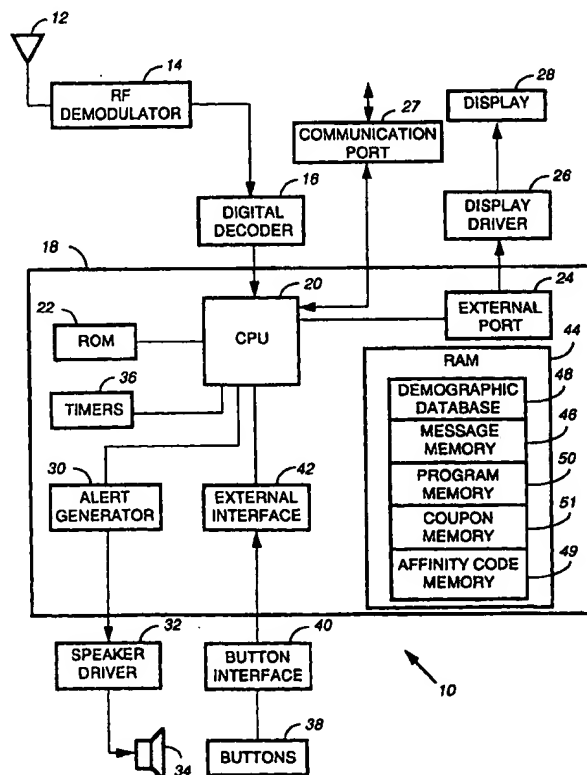 12
14
RF
DEMODULATOR
27
COMMUNICATION
PORT
28
DISPLAY
16
DIGITAL
DECODER
26
DISPLAY
DRIVER
18
20
CPU
24
EXTERNAL
PORT
22
ROM
36
TIMERS
44
RAM
48
DEMOGRAPHIC
DATABASE
46
MESSAGE
MEMORY
50
PROGRAM
MEMORY
51
COUPON
MEMORY
49
AFFINITY CODE
MEMORY
30
ALERT
GENERATOR
42
EXTERNAL
INTERFACE
32
SPEAKER
DRIVER
40
BUTTON
INTERFACE
10
34
38
BUTTONS